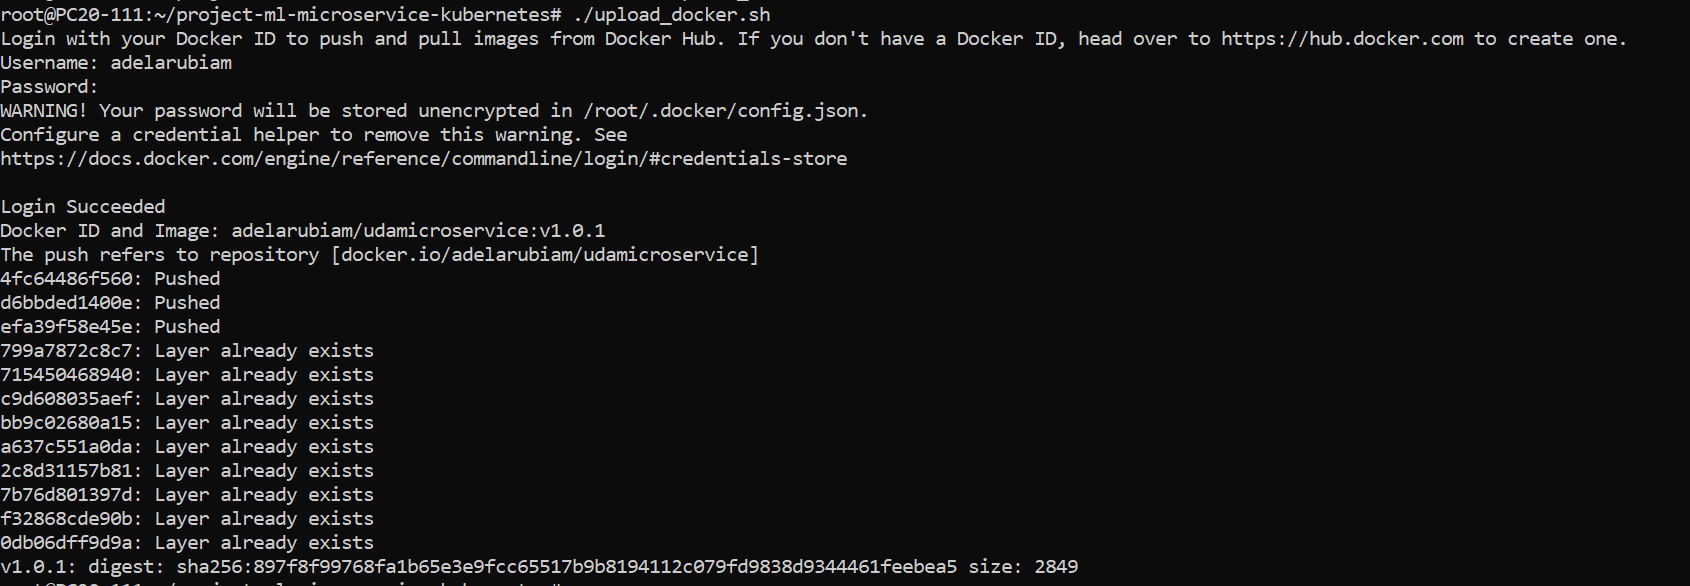 root@PC20-111:~/project-ml-microservice-kubernetes# ./upload_docker.sh
Login with your Docker ID to push and pull images from Docker Hub. If you don't have a Docker ID, head over to https://hub.docker.com to create one.
Username: adelarubiam
Password:
WARNING! Your password will be stored unencrypted in /root/.docker/config.json.
Configure a credential helper to remove this warning. See
https://docs.docker.com/engine/reference/commandline/login/#credentials-store
Login Succeeded
Docker ID and Image: adelarubiam/udamicroservice:v1.0.1
The push refers to repository [docker.io/adelarubiam/udamicroservice]
4fc64486f560: Pushed
d6bbded1400e: Pushed
efa39f58e45e: Pushed
799a7872c8c7: Layer already exists
715450468940: Layer already exists
c9d608035aef: Layer already exists
bb9c02680a15: Layer already exists
a637c551a0da: Layer already exists
2c8d31157b81: Layer already exists
7b76d801397d: Layer already exists
f32868cde90b: Layer already exists
0db06dff9d9a: Layer already exists
v1.0.1: digest: sha256:897f8f99768fa1b65e3e9fcc65517b9b8194112c079fd9838d9344461feebea5 size: 2849